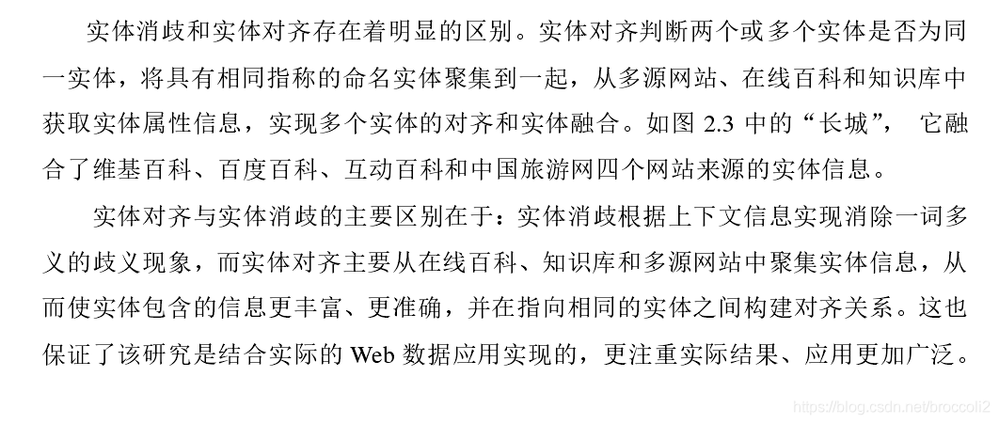 实体消歧和实体对齐存在着明显的区别。实体对齐判断两个或多个实体是否为同
一实体，将具有相同指称的命名实体聚集到一起，从多源网站、在线百科和知识库中
获取实体属性信息，实现多个实体的对齐和实体融合。如图 2.3 中的“长城”， 它融
合了维基百科、百度百科、互动百科和中国旅游网四个网站来源的实体信息。
实体对齐与实体消歧的主要区别在于：实体消歧根据上下文信息实现消除一词多
义的歧义现象，而实体对齐主要从在线百科、知识库和多源网站中聚集实体信息，从
而使实体包含的信息更丰富、更准确，并在指向相同的实体之间构建对齐关系。这也
保证了该研究是结合实际的 Web 数据应用实现的，更注重实际结果、应用更加广泛。
https://blog.csdn.net/broccoli2